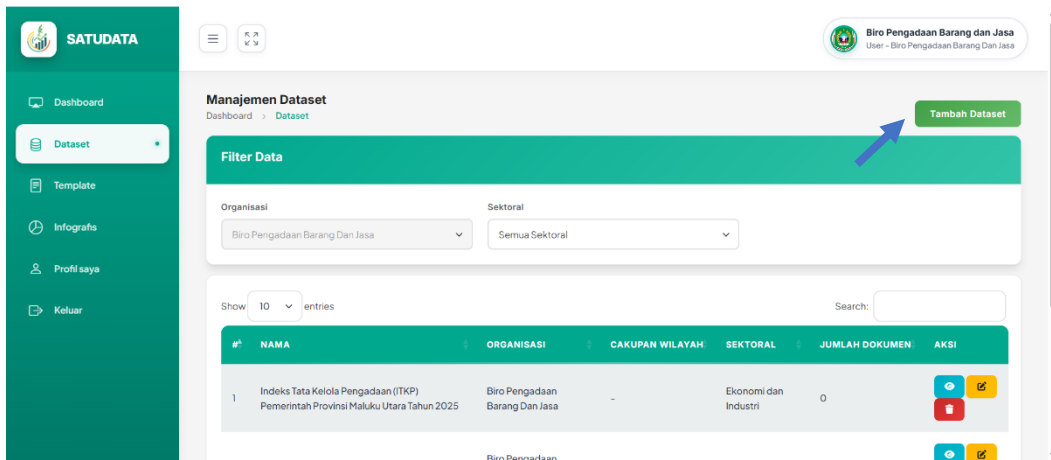 SATUDATA
Biro Pengadaan Barang dan Jasa
User - Biro Pengadaan Barang Dan Jasa
Dashboard
Dataset
Template
Infografis
Profil saya
Keluar
Manajemen Dataset
Dashboard > Dataset
Tambah Dataset
Filter Data
Organisasi
Sektoral
Biro Pengadaan Barang Dan Jasa
Semua Sektoral
Show 10 entries
Search:
# NAMA ORGANISASI CAKUPAN WILAYAH SEKTORAL JUMLAH DOKUMEN AKSI
1
Indeks Tata Kelola Pengadaan (ITKP)
Pemerintah Provinsi Maluku Utara Tahun 2025
Biro Pengadaan
Barang Dan Jasa
-
Ekonomi dan
Industri
0
Biro Pengadaan